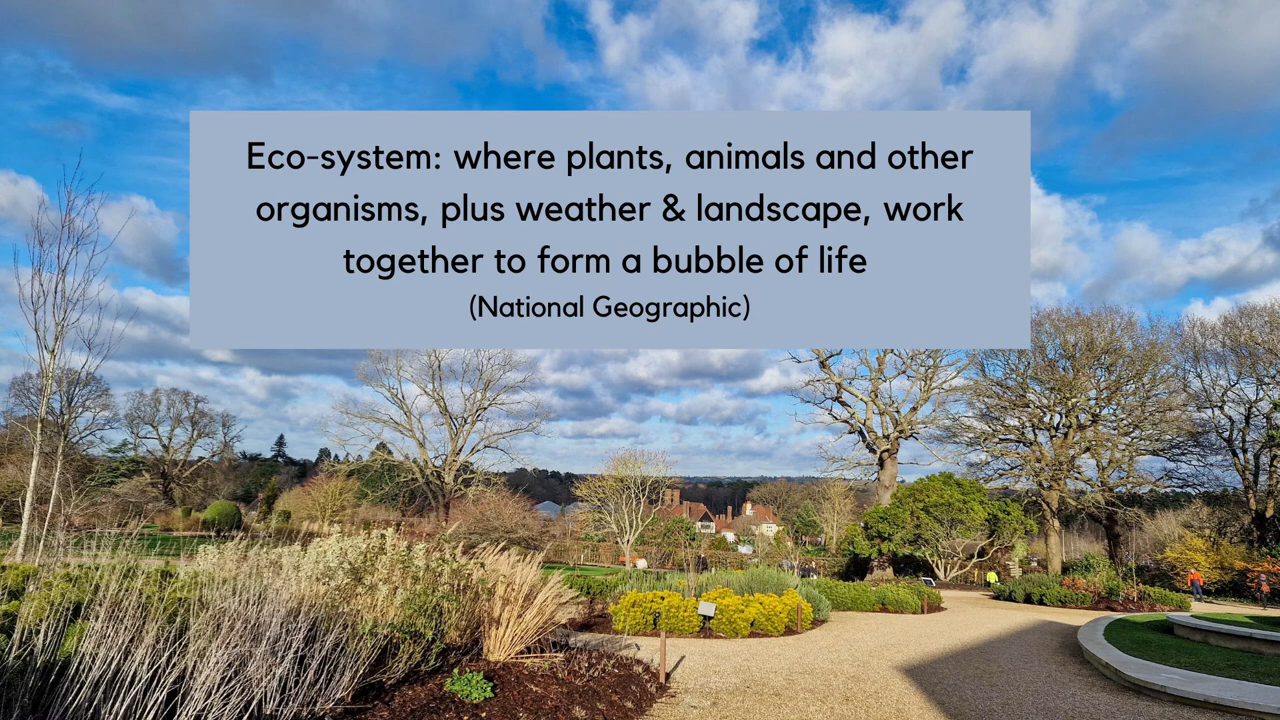 Eco-system: where plants, animals and other
organisms, plus weather & landscape, work
together to form a bubble of life
(National Geographic)